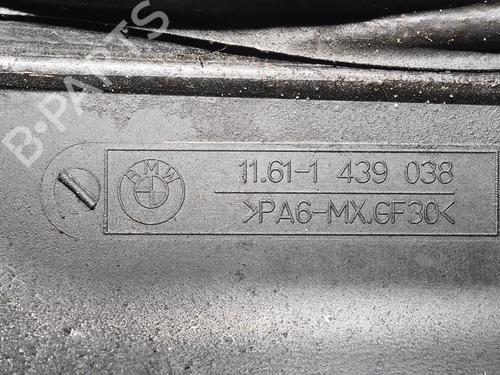 B-PARTS
BMW
11.61-1 439 038
>PA6-MX.GF30<